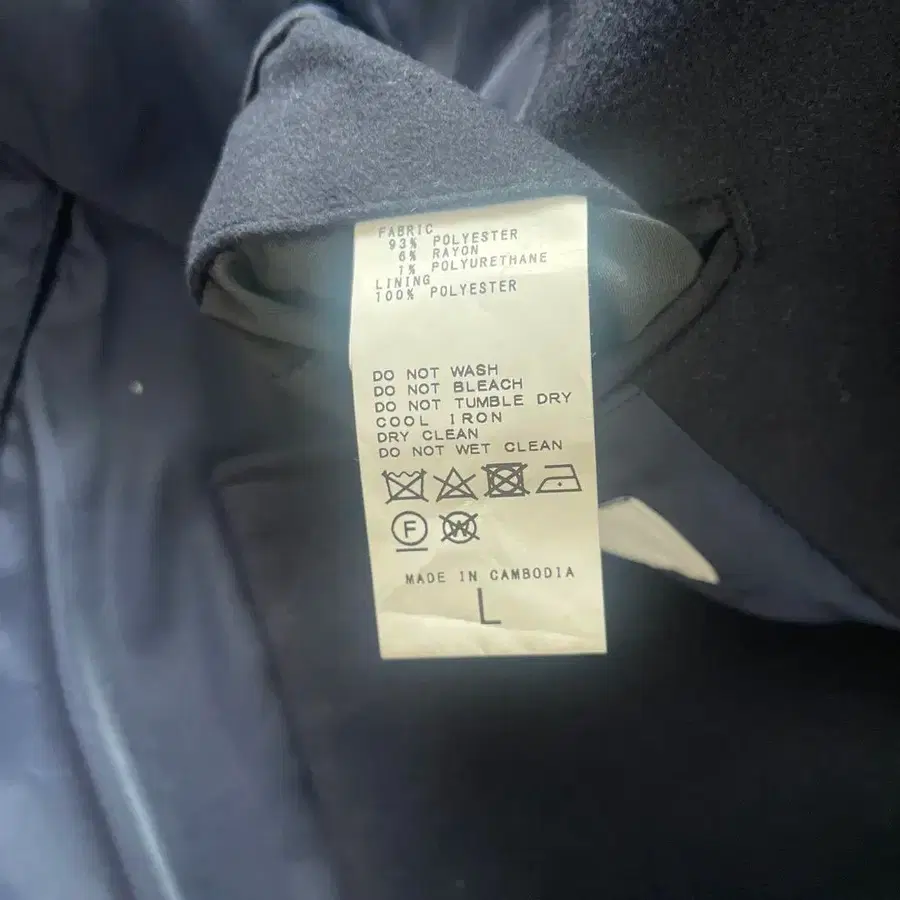 FABRIC
93% POLYESTER
6% RAYON
1% POLYURETHANE
LINING
100% POLYESTER
DO NOT WASH
DO NOT BLEACH
DO NOT TUMBLE DRY
COOL IRON
DRY CLEAN
DO NOT WET CLEAN
F W
MADE IN CAMBODIA
L